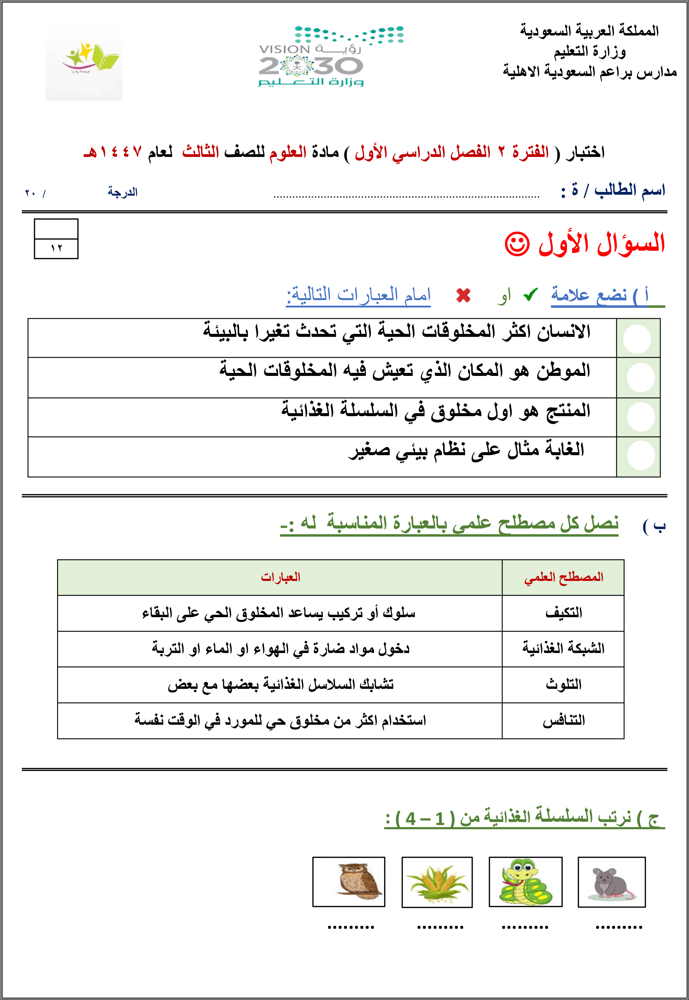 المملكة العربية السعودية
وزارة التعليم
مدارس براعم السعودية الاهلية
VISION رؤيـــة
2030
وزارة التعـــليم
اختبار ( الفترة ٢ الفصل الدراسي الأول ) مادة العلوم للصف الثالث لعام ١٤٤٧هـ
اسم الطالب / ة : ........................................................................ الدرجة / ٢٠
السؤال الأول ☺
١٢
أ ) نضع علامة ✔ او ✖ امام العبارات التالية:
الانسان اكثر المخلوقات الحية التي تحدث تغيرا بالبيئة
الموطن هو المكان الذي تعيش فيه المخلوقات الحية
المنتج هو اول مخلوق في السلسلة الغذائية
الغابة مثال على نظام بيئي صغير
ب ) نصل كل مصطلح علمي بالعبارة المناسبة له :-
المصطلح العلمي العبارات
التكيف سلوك أو تركيب يساعد المخلوق الحي على البقاء
الشبكة الغذائية دخول مواد ضارة في الهواء او الماء او التربة
التلوث تشابك السلاسل الغذائية بعضها مع بعض
التنافس استخدام اكثر من مخلوق حي للمورد في الوقت نفسة
ج ) نرتب السلسلة الغذائية من ( 1 – 4 ) :
......... ......... ......... .........